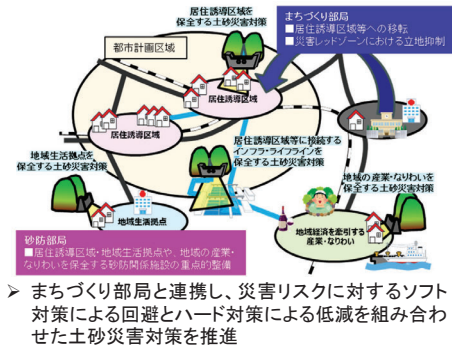 居住誘導区域を
保全する土砂災害対策
まちづくり部局
■居住誘導区域等への移転
■災害レッドゾーンにおける立地抑制
都市計画区域
居住誘導区域
居住誘導区域
地域生活拠点を
保全する土砂災害対策
居住誘導区域等に接続する
インフラ・ライフラインを
保全する土砂災害対策
地域の産業・なりわいを
保全する土砂災害対策
地域生活拠点
地域経済を牽引する
産業・なりわい
砂防部局
■居住誘導区域・地域生活拠点や、地域の産業・
なりわいを保全する砂防関係施設の重点的整備
➢ まちづくり部局と連携し、災害リスクに対するソフト
対策による回避とハード対策による低減を組み合わ
せた土砂災害対策を推進